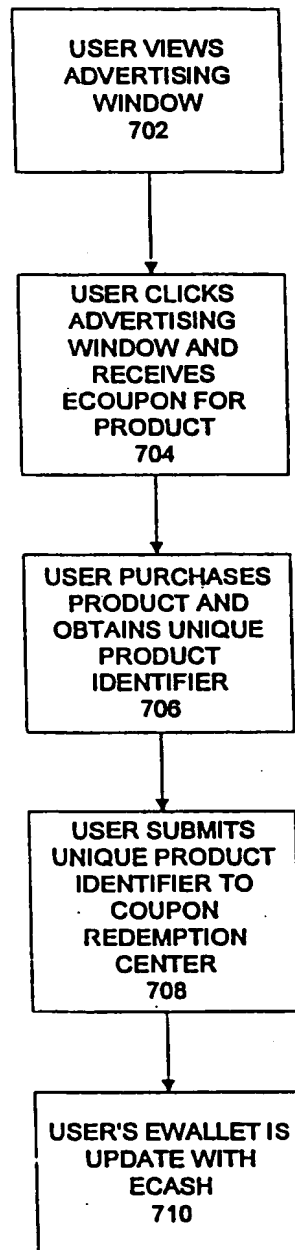 USER VIEWS
ADVERTISING
WINDOW
702
USER CLICKS
ADVERTISING
WINDOW AND
RECEIVES
ECOUPON FOR
PRODUCT
704
USER PURCHASES
PRODUCT AND
OBTAINS UNIQUE
PRODUCT
IDENTIFIER
706
USER SUBMITS
UNIQUE PRODUCT
IDENTIFIER TO
COUPON
REDEMPTION
CENTER
708
USER'S EWALLET IS
UPDATE WITH
ECASH
710